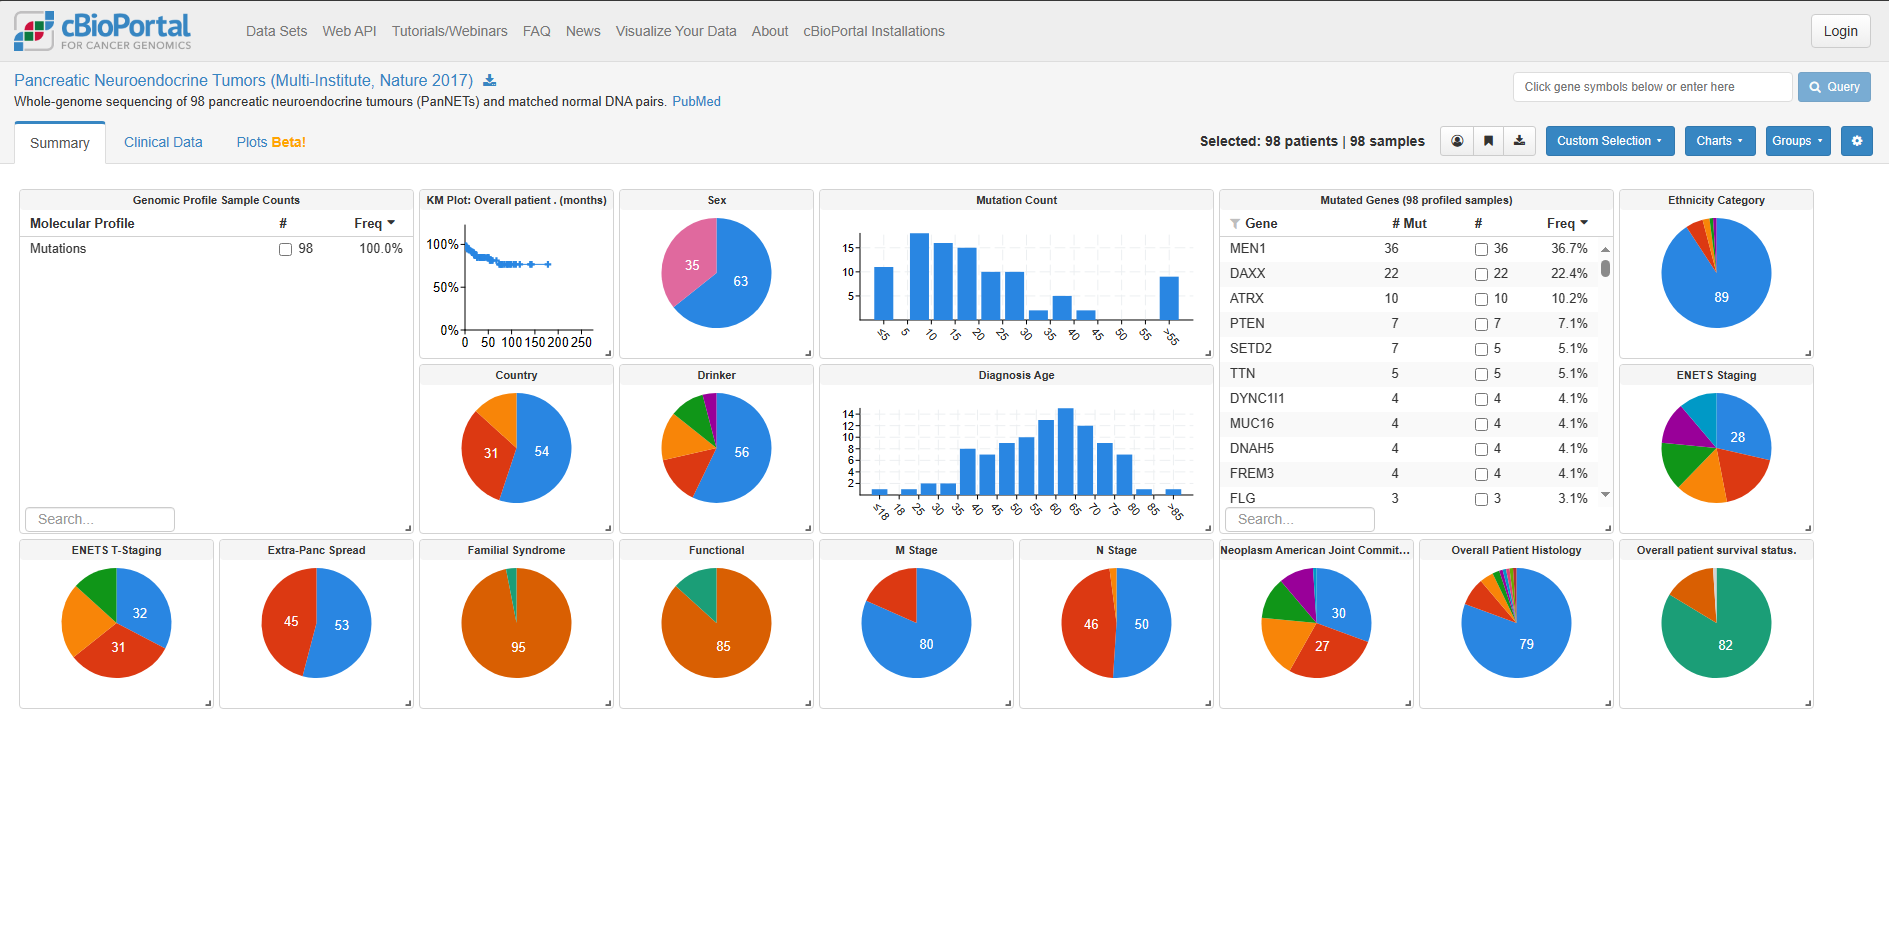 cBioPortal
FOR CANCER GENOMICS
Data Sets Web API Tutorials/Webinars FAQ News Visualize Your Data About cBioPortal Installations
Login
Pancreatic Neuroendocrine Tumors (Multi-Institute, Nature 2017)
Whole-genome sequencing of 98 pancreatic neuroendocrine tumours (PanNETs) and matched normal DNA pairs. PubMed
Click gene symbols below or enter here
Query
Summary Clinical Data Plots Beta!
Selected: 98 patients | 98 samples
Custom Selection Charts Groups
Genomic Profile Sample Counts
Molecular Profile # Freq
Mutations 98 100.0%
Search...
KM Plot: Overall patient . (months)
100%
50%
0%
0 50 100 150 200 250
Sex
35
63
Mutation Count
15
10
5
≤5 5 10 15 20 25 30 35 40 45 50 55 >55
Mutated Genes (98 profiled samples)
Gene # Mut # Freq
MEN1 36 36 36.7%
DAXX 22 22 22.4%
ATRX 10 10 10.2%
PTEN 7 7 7.1%
SETD2 7 5 5.1%
TTN 5 5 5.1%
DYNC1I1 4 4 4.1%
MUC16 4 4 4.1%
DNAH5 4 4 4.1%
FREM3 4 4 4.1%
FLG 3 3 3.1%
Search...
Ethnicity Category
89
Country
31
54
Drinker
56
Diagnosis Age
14
12
10
8
6
4
2
≤18 18 25 30 35 40 45 50 55 60 65 70 75 80 85 >85
ENETS Staging
28
ENETS T-Staging
32
31
Extra-Panc Spread
45
53
Familial Syndrome
95
Functional
85
M Stage
80
N Stage
46
50
Neoplasm American Joint Commit...
30
27
Overall Patient Histology
79
Overall patient survival status.
82